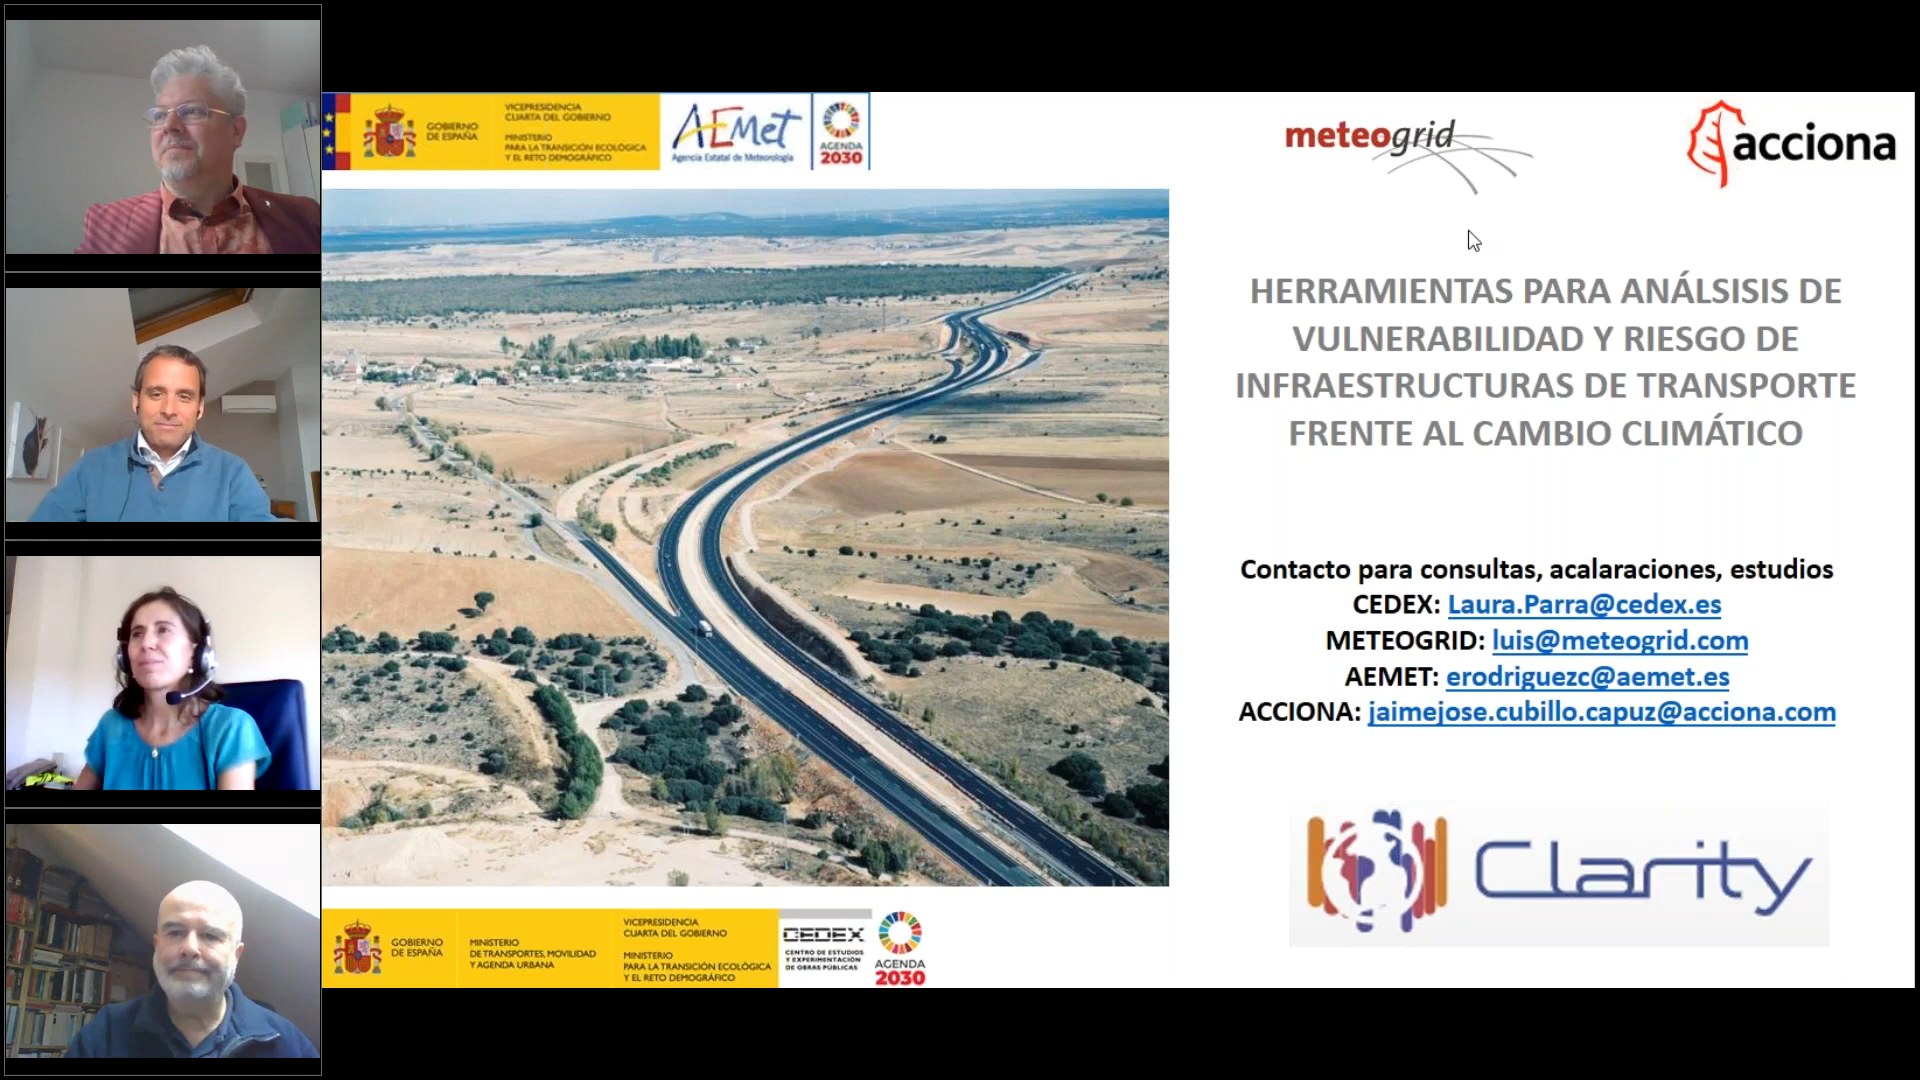 GOBIERNO
DE ESPAÑA
VICEPRESIDENCIA
CUARTA DEL GOBIERNO
MINISTERIO
PARA LA TRANSICIÓN ECOLÓGICA
Y EL RETO DEMOGRÁFICO
AEMet
Agencia Estatal de Meteorología
AGENDA
2030
meteogrid
acciona
HERRAMIENTAS PARA ANÁLSISIS DE
VULNERABILIDAD Y RIESGO DE
INFRAESTRUCTURAS DE TRANSPORTE
FRENTE AL CAMBIO CLIMÁTICO
Contacto para consultas, acalaraciones, estudios
CEDEX: Laura.Parra@cedex.es
METEOGRID: luis@meteogrid.com
AEMET: erodriguezc@aemet.es
ACCIONA: jaimejose.cubillo.capuz@acciona.com
Clarity
GOBIERNO
DE ESPAÑA
MINISTERIO
DE TRANSPORTES, MOVILIDAD
Y AGENDA URBANA
VICEPRESIDENCIA
CUARTA DEL GOBIERNO
MINISTERIO
PARA LA TRANSICIÓN ECOLÓGICA
Y EL RETO DEMOGRÁFICO
CEDEX
CENTRO DE ESTUDIOS
Y EXPERIMENTACIÓN
DE OBRAS PÚBLICAS
AGENDA
2030